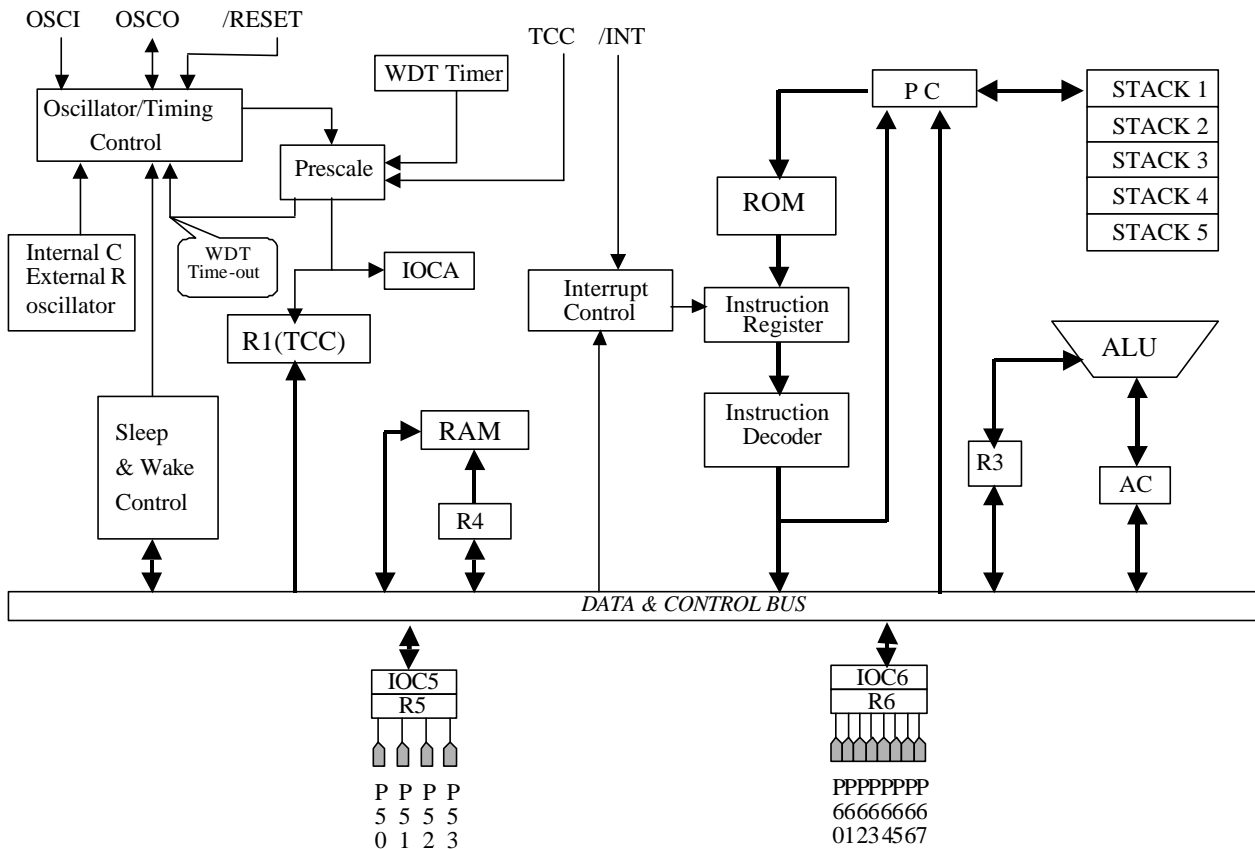 OSCI OSCO /RESET
TCC /INT
WDT Timer
P C
STACK 1
STACK 2
STACK 3
STACK 4
STACK 5
Oscillator/Timing
Control
Prescale
ROM
Internal C
External R
oscillator
WDT
Time-out
IOCA
Interrupt
Control
Instruction
Register
R1(TCC)
ALU
Sleep
& Wake
Control
RAM
R4
Instruction
Decoder
R3
AC
DATA & CONTROL BUS
IOC5
R5
IOC6
R6
P P P P
5 5 5 5
0 1 2 3
PPPPPPPP
66666666
01234567